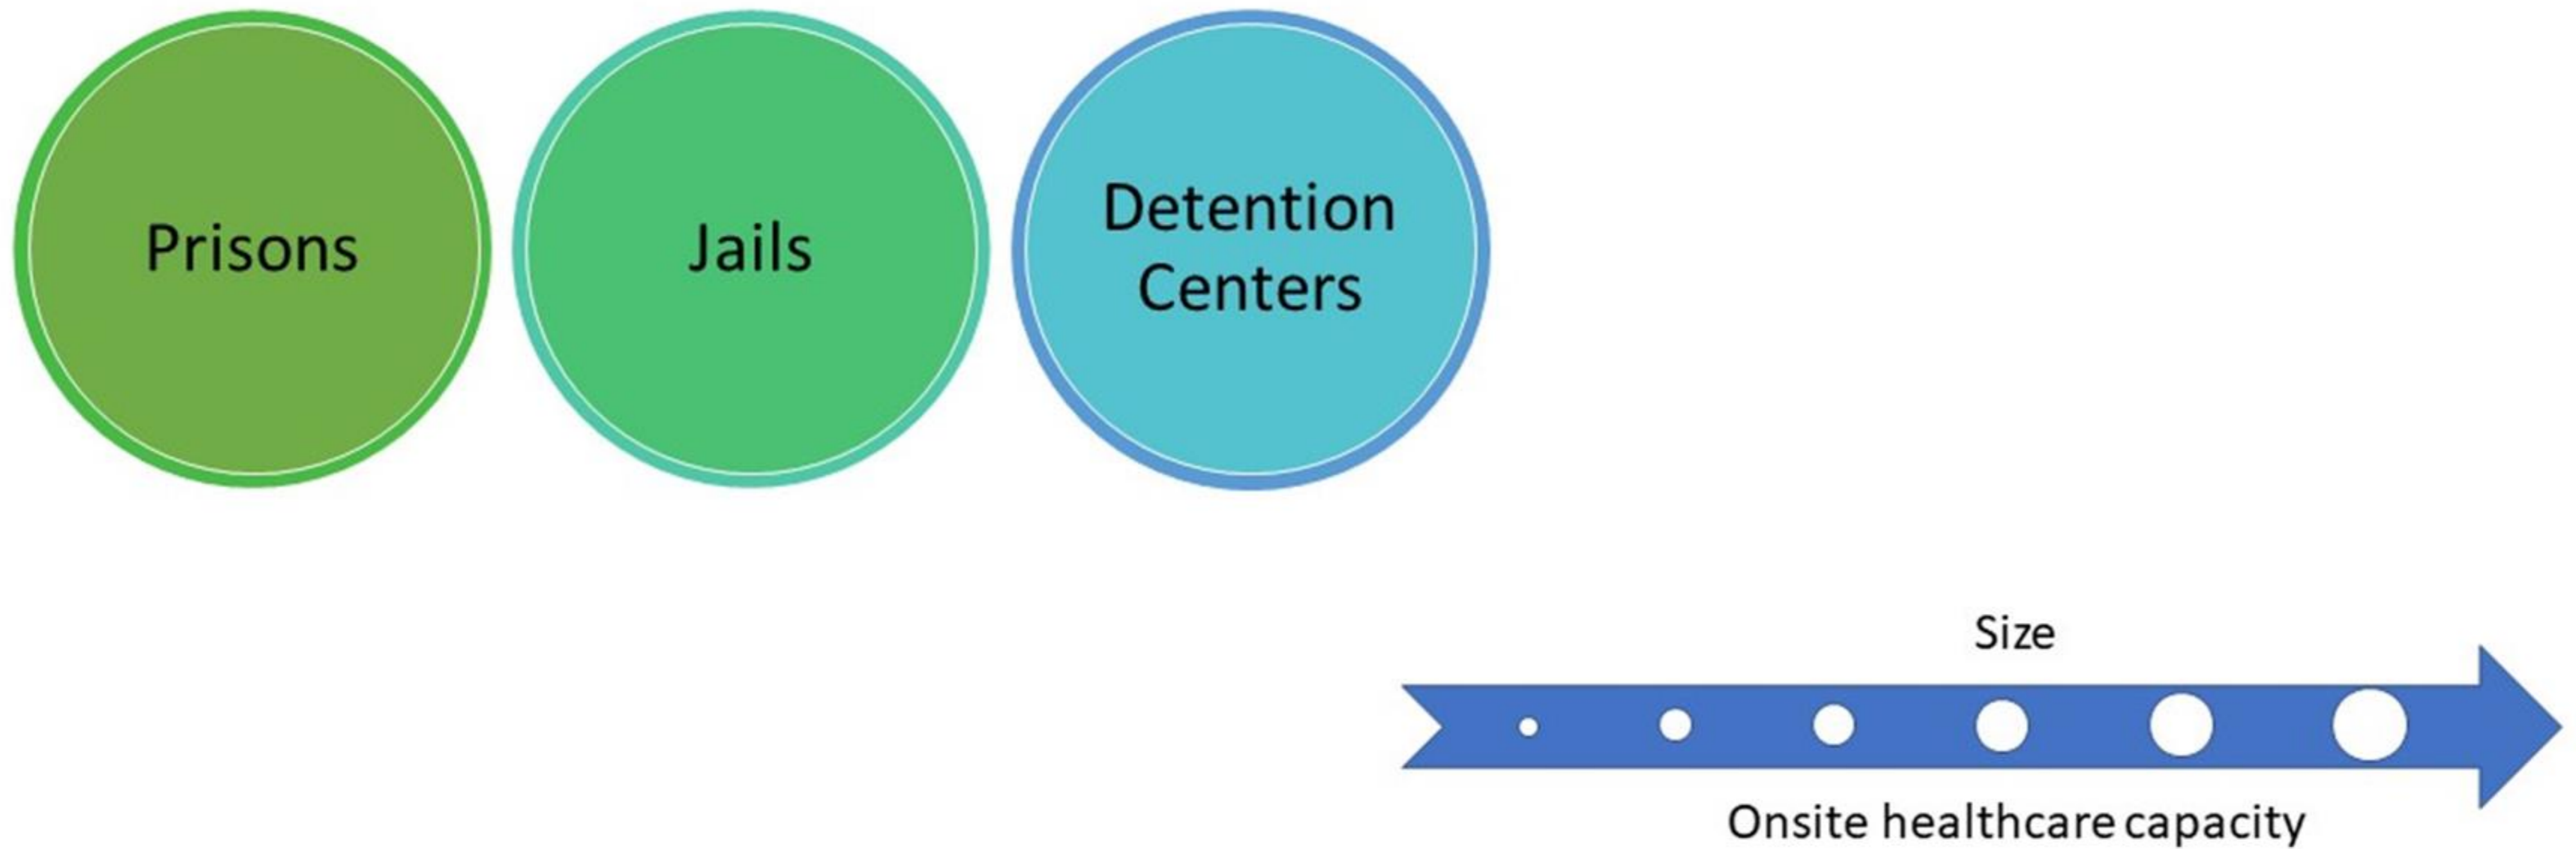 Prisons
Jails
Detention
Centers
Size
Onsite healthcare capacity